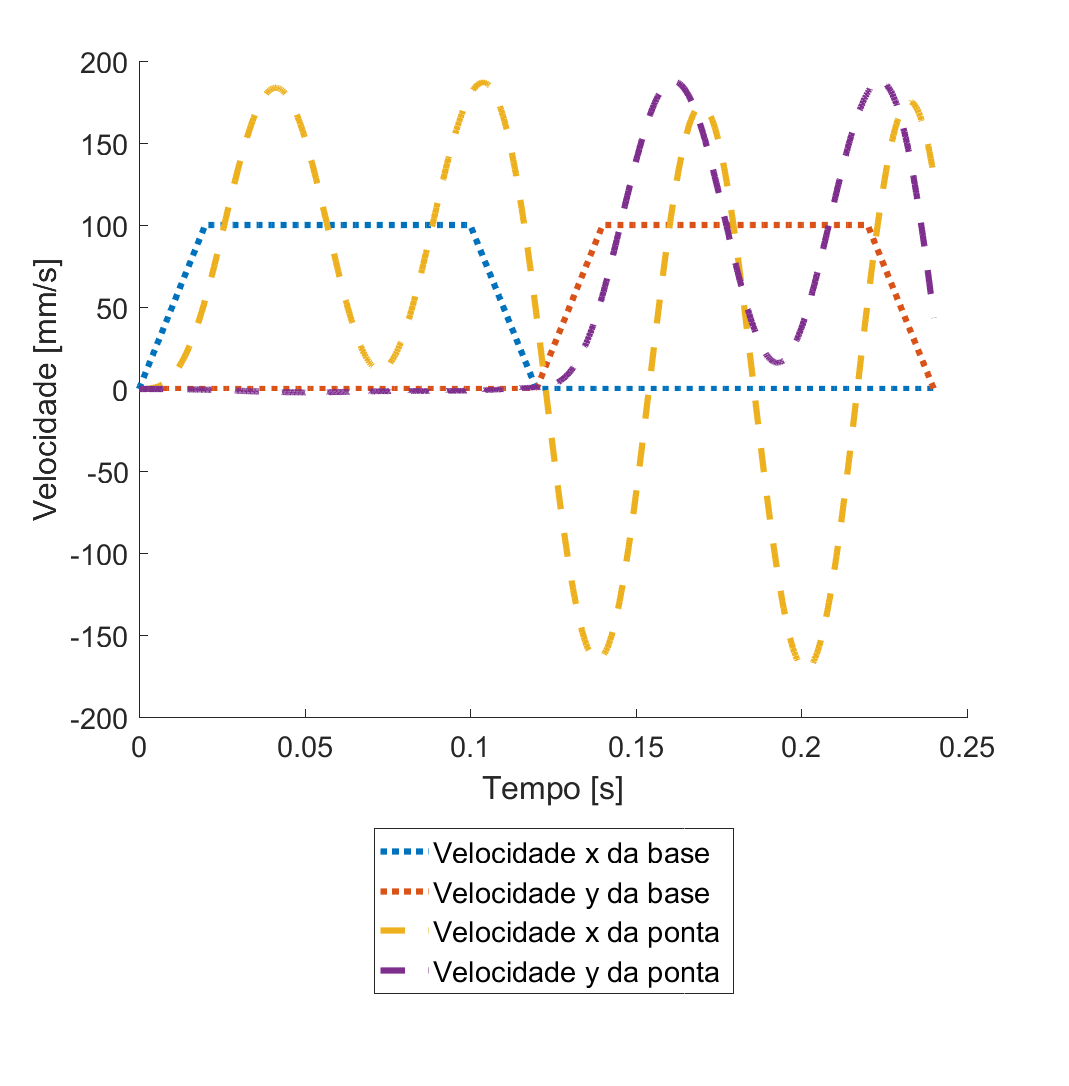 200
150
100
50
0
-50
-100
-150
-200
Velocidade [mm/s]
0 0.05 0.1 0.15 0.2 0.25
Tempo [s]
Velocidade x da base
Velocidade y da base
Velocidade x da ponta
Velocidade y da ponta